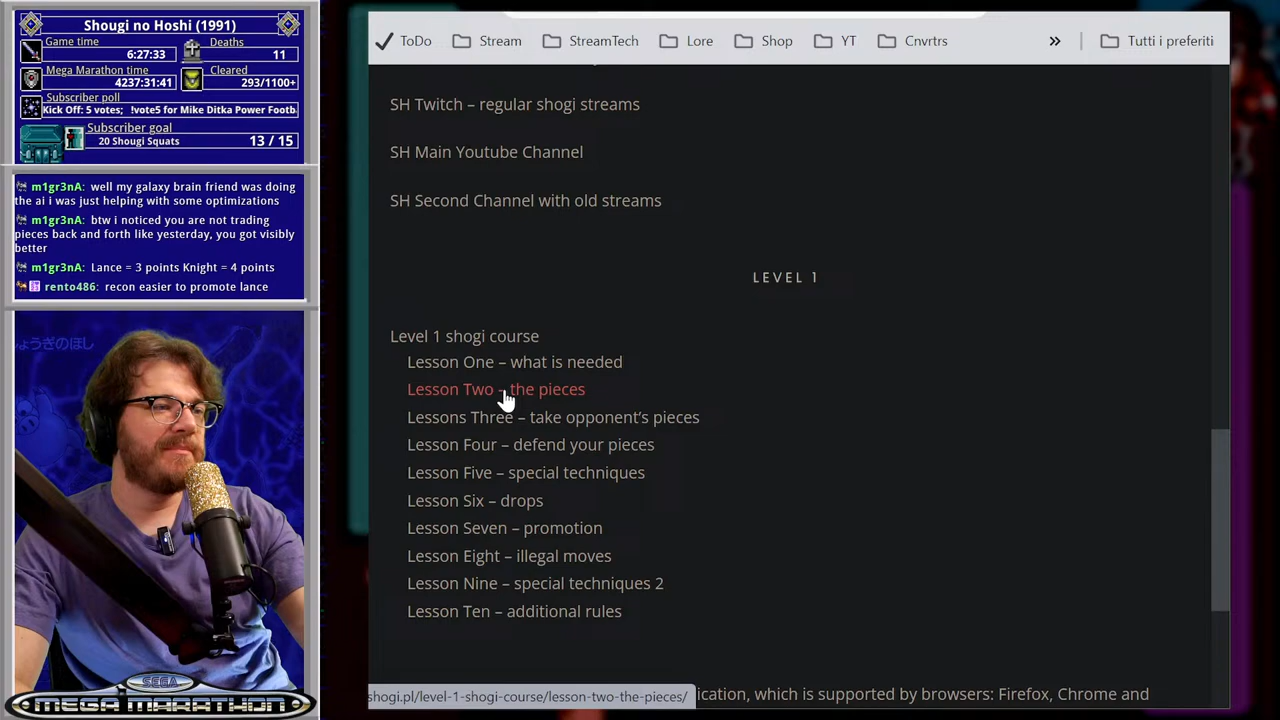 Shougi no Hoshi (1991)
Game time
6:27:33
Deaths
11
Mega Marathon time
4237:31:41
Cleared
293/1100+
Subscriber poll
Kick Off: 5 votes; !vote5 for Mike Ditka Power Footb
Subscriber goal
20 Shougi Squats
13 / 15
m1gr3nA: well my galaxy brain friend was doing
the ai i was just helping with some optimizations
m1gr3nA: btw i noticed you are not trading
pieces back and forth like yesterday, you got visibly
better
m1gr3nA: Lance = 3 points Knight = 4 points
rento486: recon easier to promote lance
しょうぎのほし
SEGA
MEGA MARATHON
ToDo
Stream
StreamTech
Lore
Shop
YT
Cnvrtrs
»
Tutti i preferiti
SH Twitch – regular shogi streams
SH Main Youtube Channel
SH Second Channel with old streams
LEVEL 1
Level 1 shogi course
Lesson One – what is needed
Lesson Two – the pieces
Lessons Three – take opponent's pieces
Lesson Four – defend your pieces
Lesson Five – special techniques
Lesson Six – drops
Lesson Seven – promotion
Lesson Eight – illegal moves
Lesson Nine – special techniques 2
Lesson Ten – additional rules
shogi.pl/level-1-shogi-course/lesson-two-the-pieces/
ication, which is supported by browsers: Firefox, Chrome and